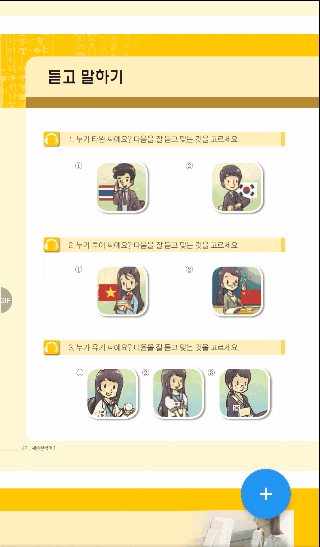 듣고 말하기
1. 누가 타완 씨예요? 다음을 잘 듣고 맞는 것을 고르세요.
① ②
2. 누가 투이 씨예요? 다음을 잘 듣고 맞는 것을 고르세요.
① ②
3. 누가 유키 씨예요? 다음을 잘 듣고 맞는 것을 고르세요.
① ② ③
GIF